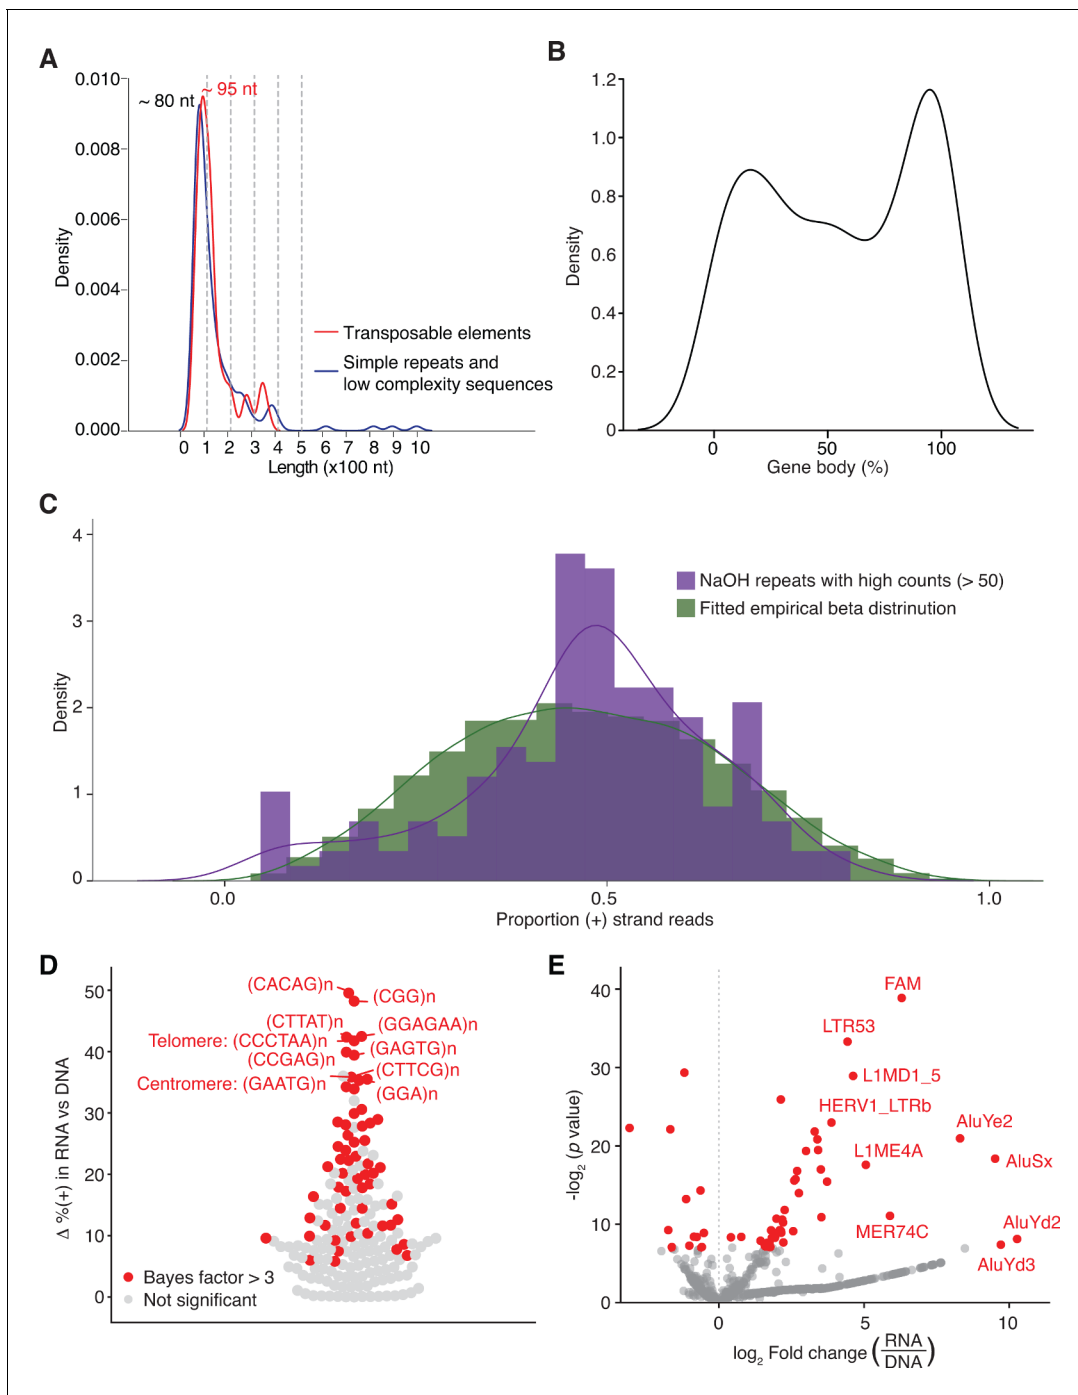 A
0.010
0.008
0.006
0.004
0.002
0.000
Density
~ 80 nt
~ 95 nt
Transposable elements
Simple repeats and
low complexity sequences
0 1 2 3 4 5 6 7 8 9 10
Length (x100 nt)
B
1.2
1.0
0.8
0.6
0.4
0.2
0
Density
0 50 100
Gene body (%)
C
4
3
2
1
0
Density
NaOH repeats with high counts (> 50)
Fitted empirical beta distrinution
0.0 0.5 1.0
Proportion (+) strand reads
D
50
40
30
20
10
0
Δ %(+) in RNA vs DNA
(CACAG)n
(CGG)n
(CTTAT)n
(GGAGAA)n
Telomere: (CCCTAA)n
(GAGTG)n
(CCGAG)n
(CTTCG)n
Centromere: (GAATG)n
(GGA)n
Bayes factor > 3
Not significant
E
40
30
20
10
0
-log2 (p value)
FAM
LTR53
L1MD1_5
HERV1_LTRb
AluYe2
L1ME4A
AluSx
MER74C
AluYd2
AluYd3
0 5 10
log2 Fold change (RNA
DNA)